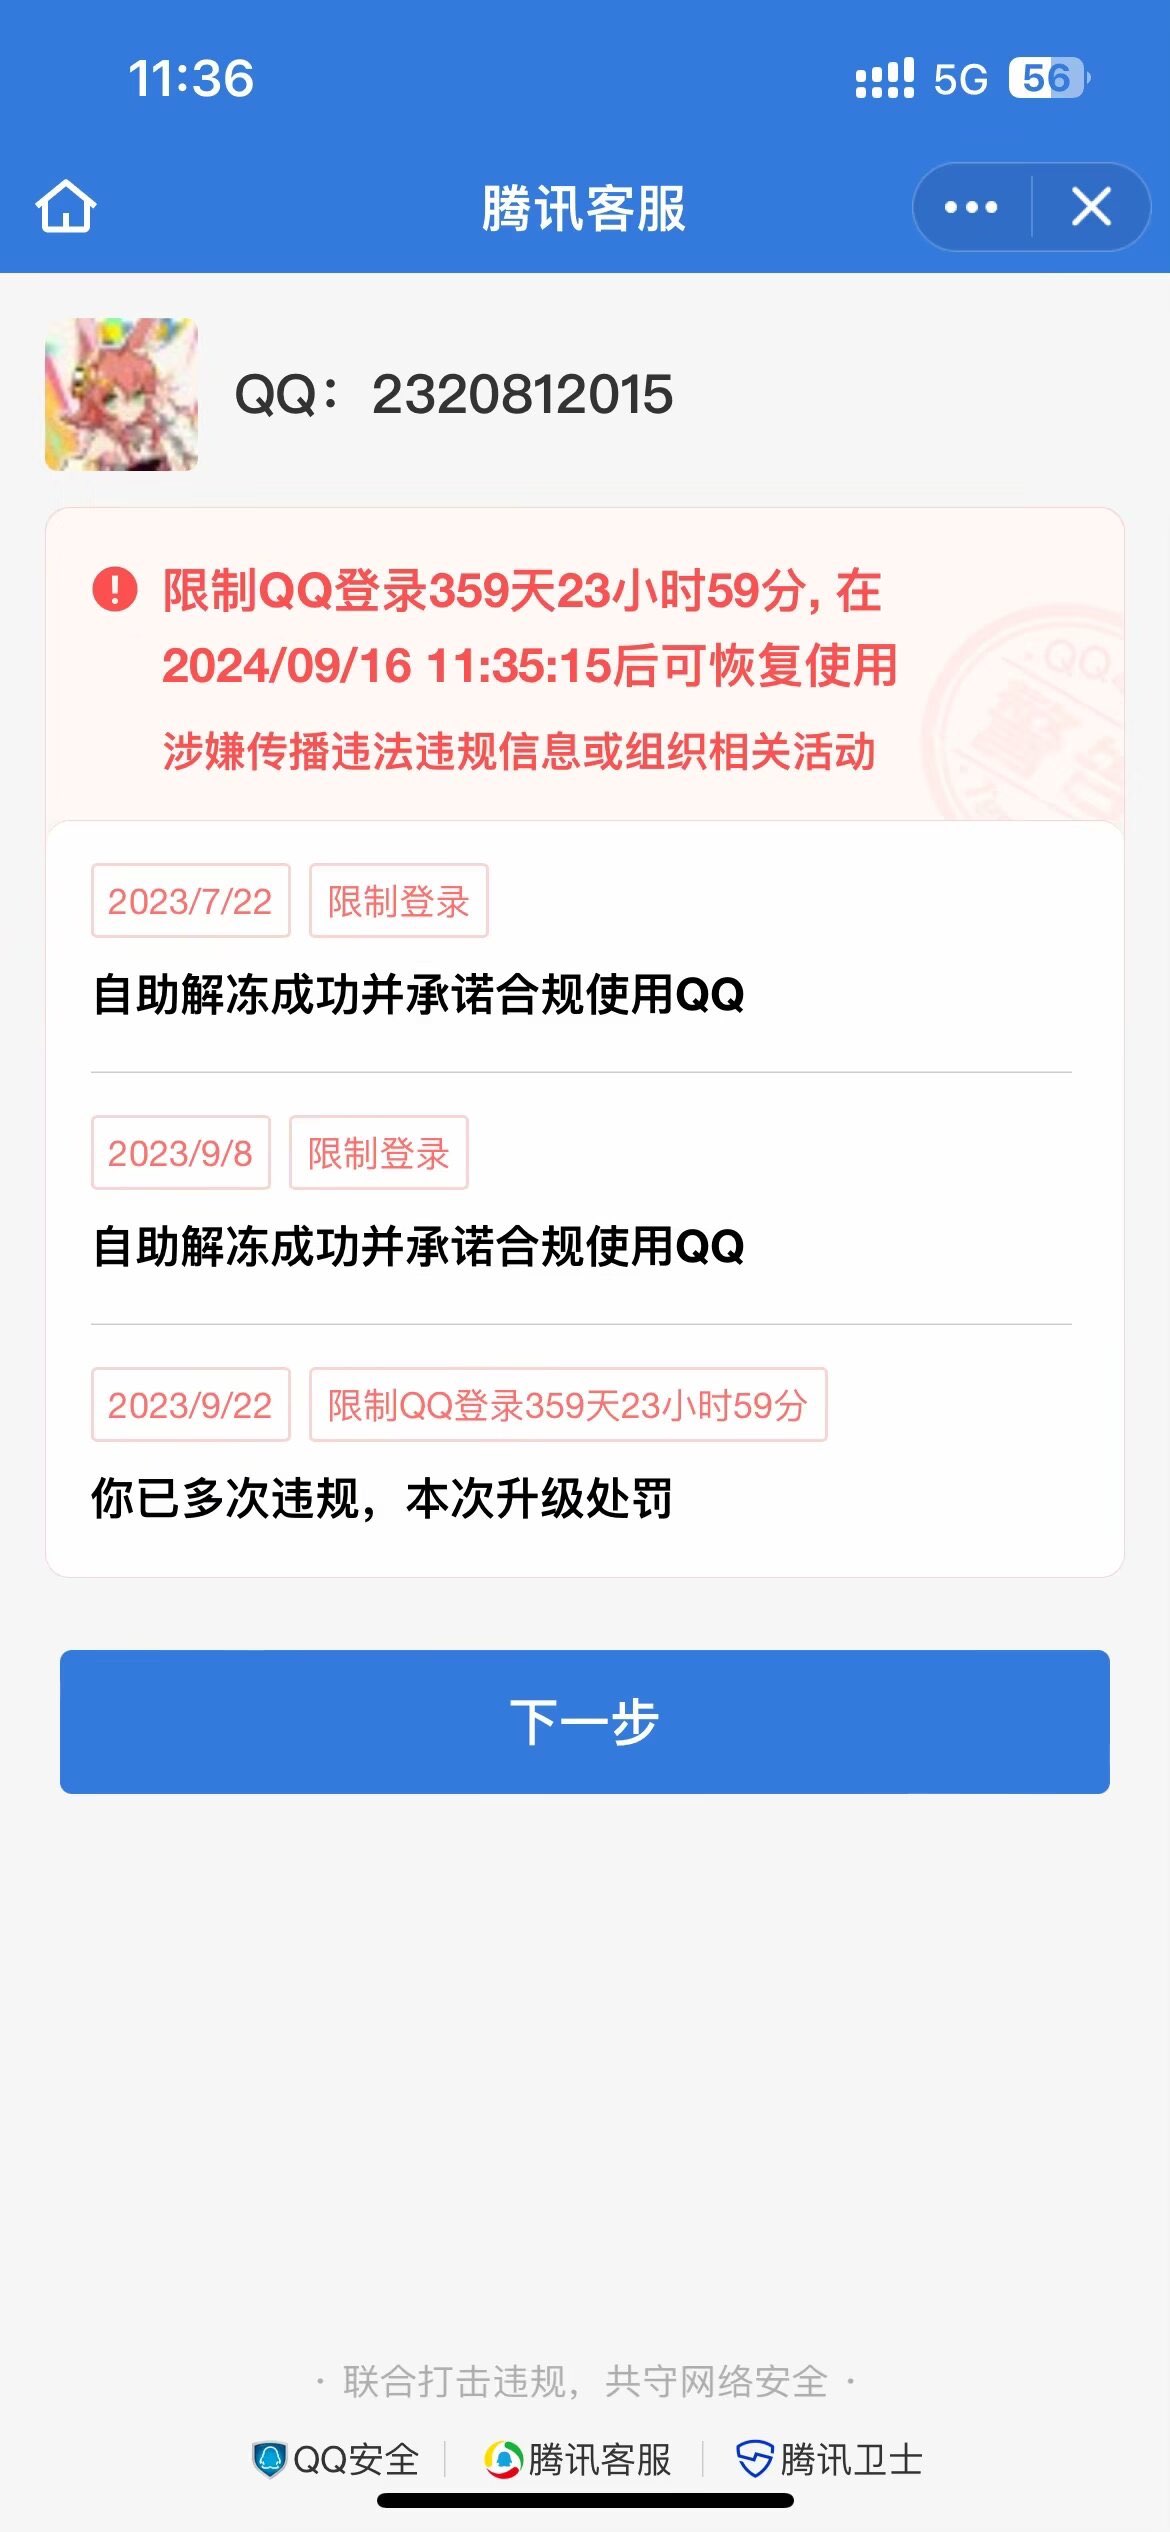 11:36
5G
56
腾讯客服
QQ：2320812015
限制QQ登录359天23小时59分, 在
2024/09/16 11:35:15后可恢复使用
涉嫌传播违法违规信息或组织相关活动
QQ
警告
2023/7/22 限制登录
自助解冻成功并承诺合规使用QQ
2023/9/8 限制登录
自助解冻成功并承诺合规使用QQ
2023/9/22 限制QQ登录359天23小时59分
你已多次违规，本次升级处罚
下一步
· 联合打击违规，共守网络安全 ·
QQ安全 腾讯客服 腾讯卫士